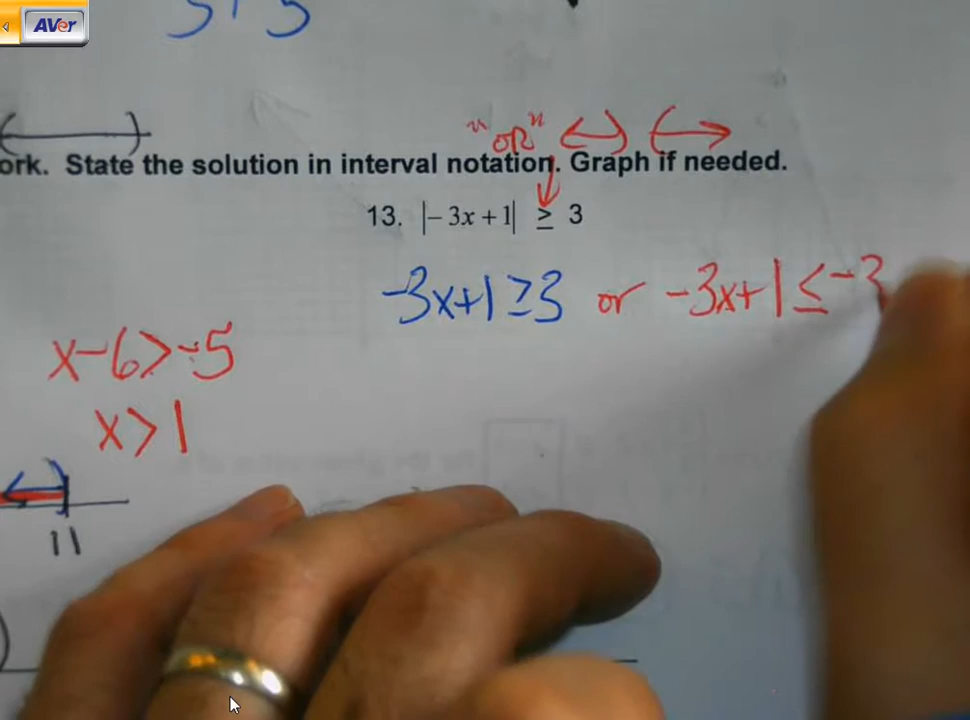 AVer
"OR"
ork. State the solution in interval notation. Graph if needed.
13. |− 3x + 1| ≥ 3
-3x+1≥3 or -3x+1≤-3
x-6>-5
x>1
11